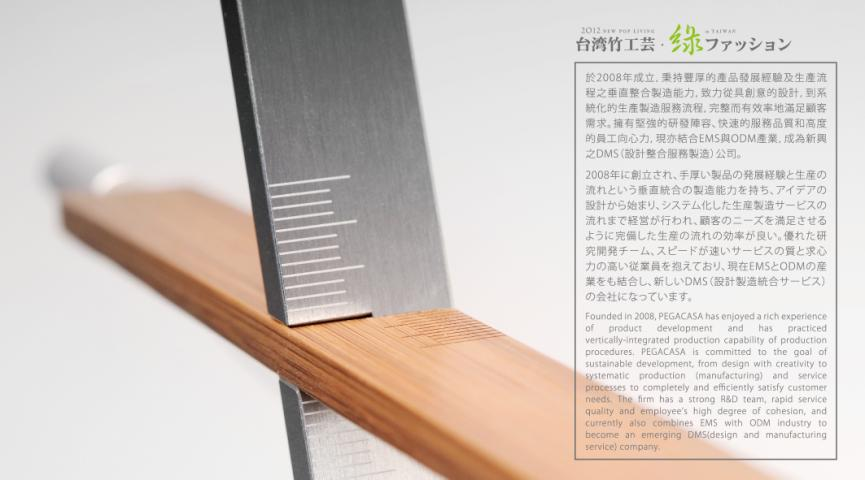 2012 NEW POP LIVING in TAIWAN
台湾竹工芸・緑ファッション
於2008年成立, 秉持豐厚的產品發展經驗及生產流
程之垂直整合製造能力, 致力從具創意的設計, 到系
統化的生產製造服務流程, 完整而有效率地滿足顧客
需求。擁有堅強的研發陣容、快速的服務品質和高度
的員工向心力, 現亦結合EMS與ODM產業, 成為新興
之DMS（設計整合服務製造）公司。
2008年に創立され、手厚い製品の発展経験と生産の
流れという垂直統合の製造能力を持ち、アイデアの
設計から始まり、システム化した生産製造サービスの
流れまで経営が行われ、顧客のニーズを満足させる
ように完備した生産の流れの効率が良い。優れた研
究開発チーム、スピードが速いサービスの質と求心
力の高い従業員を抱えており、現在EMSとODMの産
業をも結合し、新しいDMS（設計製造統合サービス）
の会社になっています。
Founded in 2008, PEGACASA has enjoyed a rich experience
of product development and has practiced
vertically-integrated production capability of production
procedures. PEGACASA is committed to the goal of
sustainable development, from design with creativity to
systematic production (manufacturing) and service
processes to completely and efficiently satisfy customer
needs. The firm has a strong R&D team, rapid service
quality and employee's high degree of cohesion, and
currently also combines EMS with ODM industry to
become an emerging DMS(design and manufacturing
service) company.